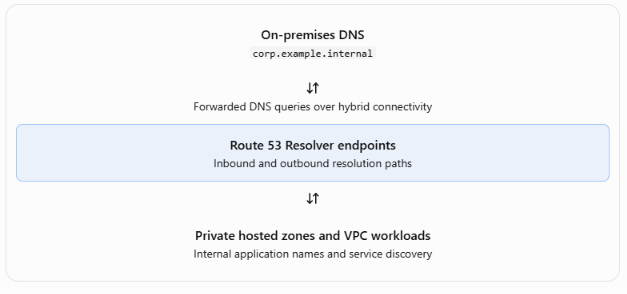 On-premises DNS
corp.example.internal
Forwarded DNS queries over hybrid connectivity
Route 53 Resolver endpoints
Inbound and outbound resolution paths
Private hosted zones and VPC workloads
Internal application names and service discovery